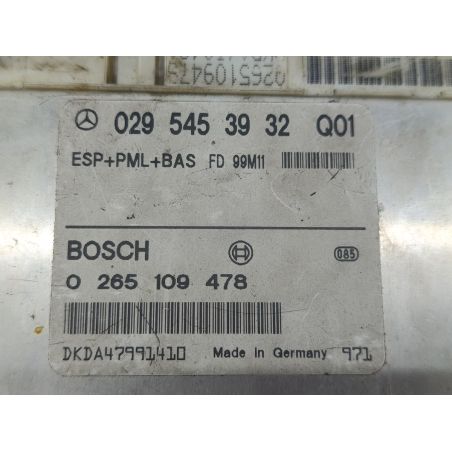 0265109473
029 545 39 32 Q01
ESP+PML+BAS FD 99M11
BOSCH
085
0 265 109 478
DKDA47991410 Made in Germany 971